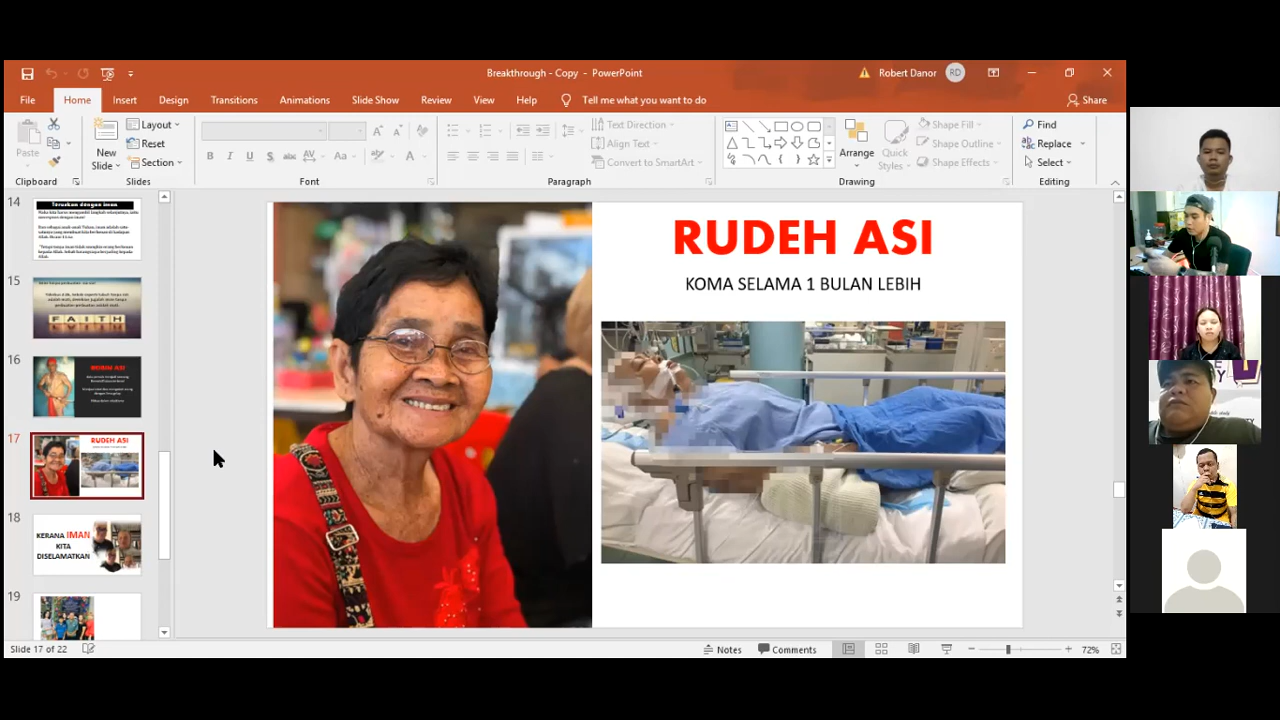 Breakthrough - Copy - PowerPoint
Robert Danor
RD
File
Home
Insert
Design
Transitions
Animations
Slide Show
Review
View
Help
Tell me what you want to do
Share
Paste
New
Slide
Layout
Reset
Section
Text Direction
Align Text
Convert to SmartArt
Arrange
Quick
Styles
Shape Fill
Shape Outline
Shape Effects
Find
Replace
Select
Clipboard
Slides
Font
Paragraph
Drawing
Editing
14
Teruskan dengan iman
15
FAITH
16
17
RUDEH ASI
18
KERANA IMAN
KITA
DISELAMATKAN
19
RUDEH ASI
KOMA SELAMA 1 BULAN LEBIH
Slide 17 of 22
Notes
Comments
72%